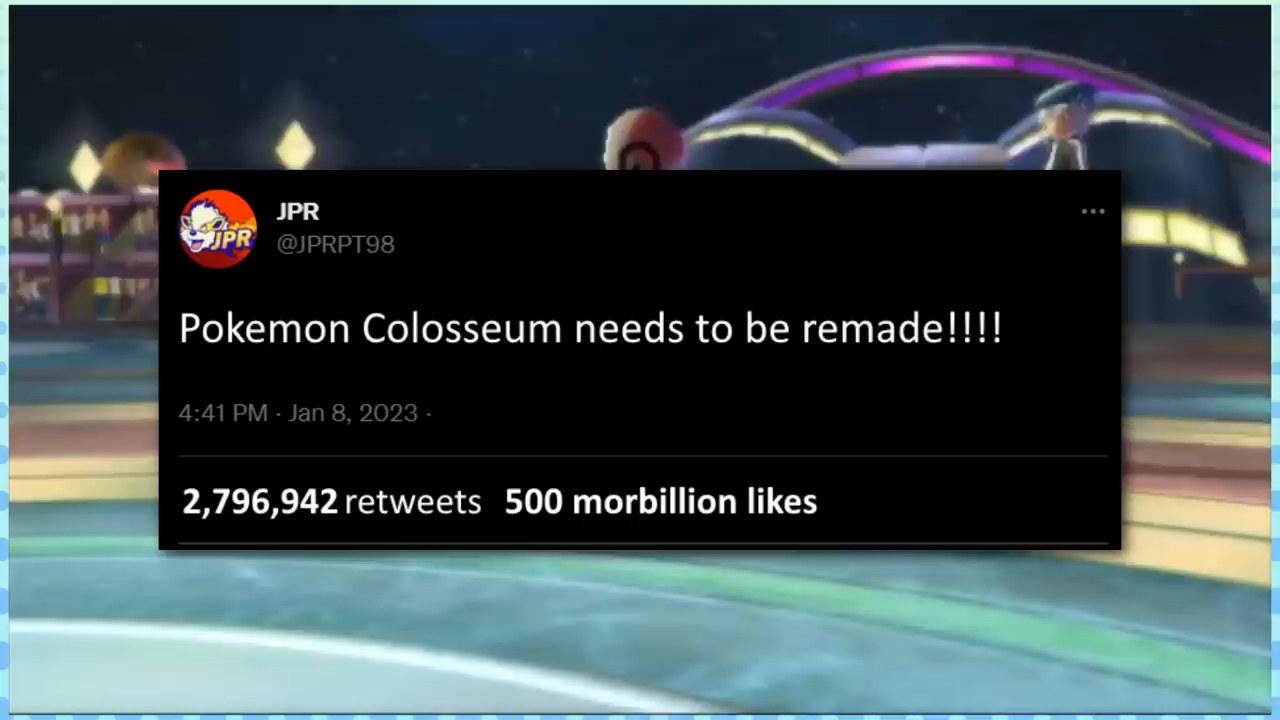 JPR
JPR
@JPRPT98
Pokemon Colosseum needs to be remade!!!!
4:41 PM · Jan 8, 2023 ·
2,796,942 retweets 500 morbillion likes